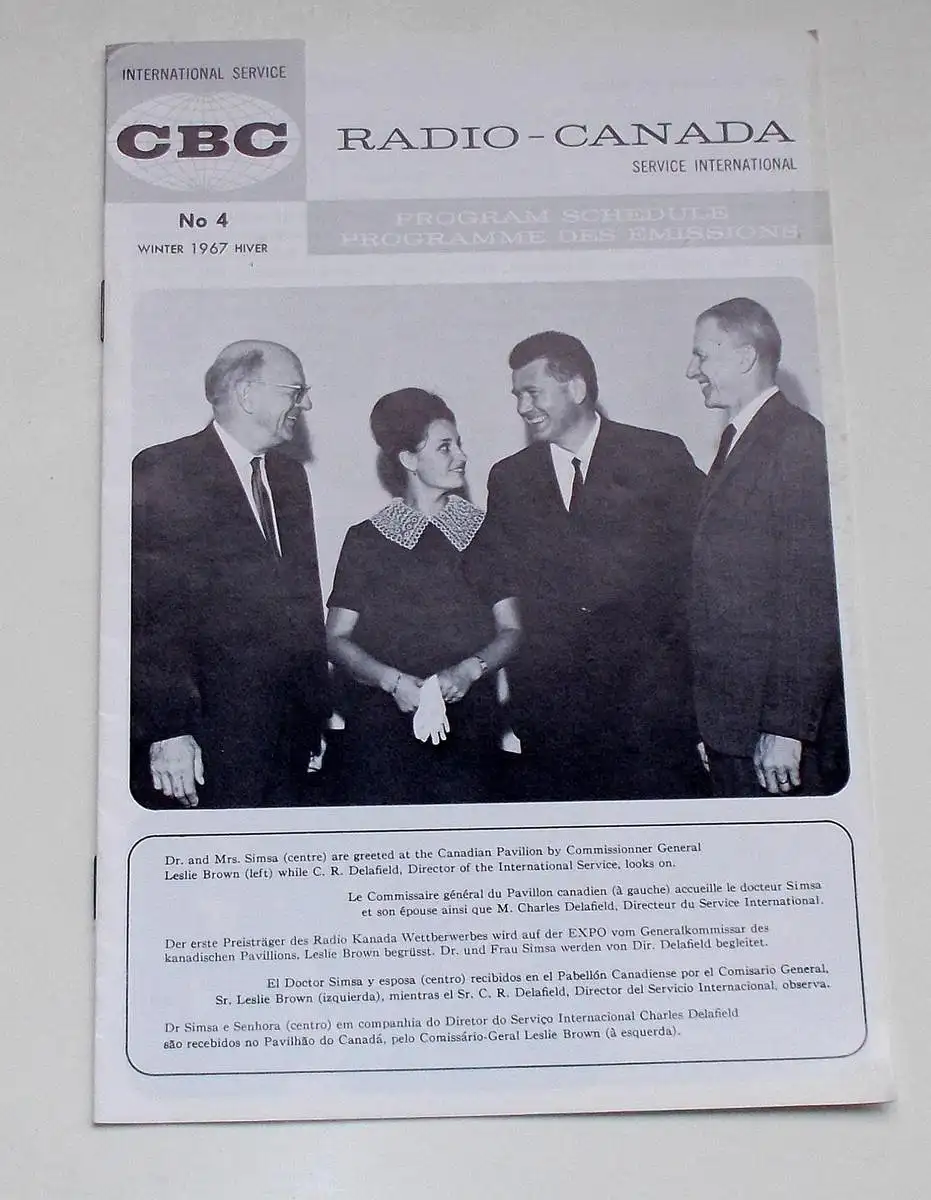 INTERNATIONAL SERVICE
CBC
RADIO-CANADA
SERVICE INTERNATIONAL
No 4
WINTER 1967 HIVER
PROGRAM SCHEDULE
PROGRAMME DES EMISSIONS
Dr. and Mrs. Simsa (centre) are greeted at the Canadian Pavilion by Commissionner General
Leslie Brown (left) while C. R. Delafield, Director of the International Service, looks on.
Le Commissaire général du Pavillon canadien (à gauche) accueille le docteur Simsa
et son épouse ainsi que M. Charles Delafield, Directeur du Service International.
Der erste Preisträger des Radio Kanada Wettberwerbes wird auf der EXPO vom Generalkommissar des
kanadischen Pavillions, Leslie Brown begrüsst. Dr. und Frau Simsa werden von Dir. Delafield begleitet.
El Doctor Simsa y esposa (centro) recibidos en el Pabellón Canadiense por el Comisario General,
Sr. Leslie Brown (izquierda), mientras el Sr. C. R. Delafield, Director del Servicio Internacional, observa.
Dr Simsa e Senhora (centro) em companhia do Diretor do Serviço Internacional Charles Delafield
são recebidos no Pavilhão do Canadá, pelo Comissário-Geral Leslie Brown (à esquerda).